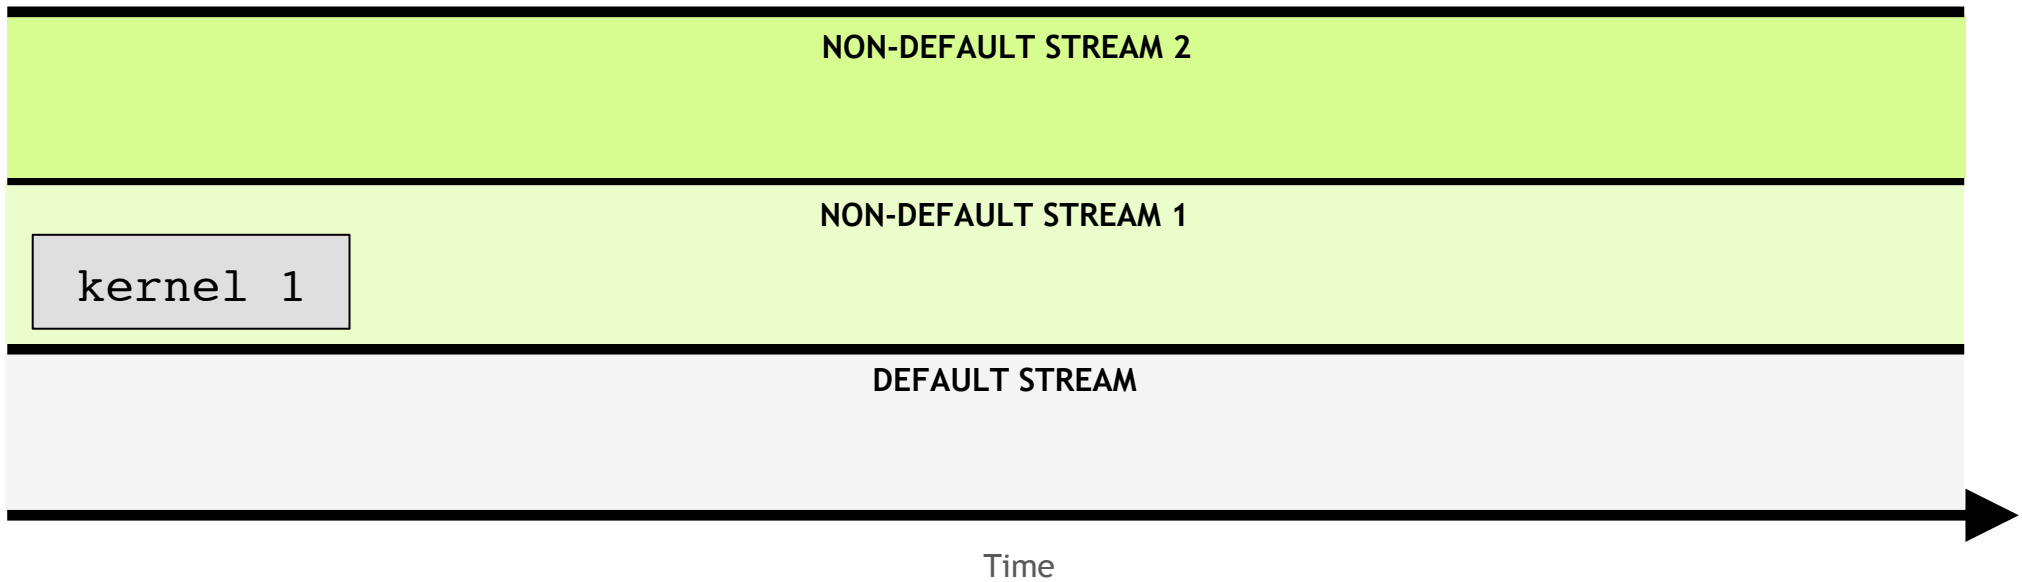 NON-DEFAULT STREAM 2
NON-DEFAULT STREAM 1
kernel 1
DEFAULT STREAM
Time